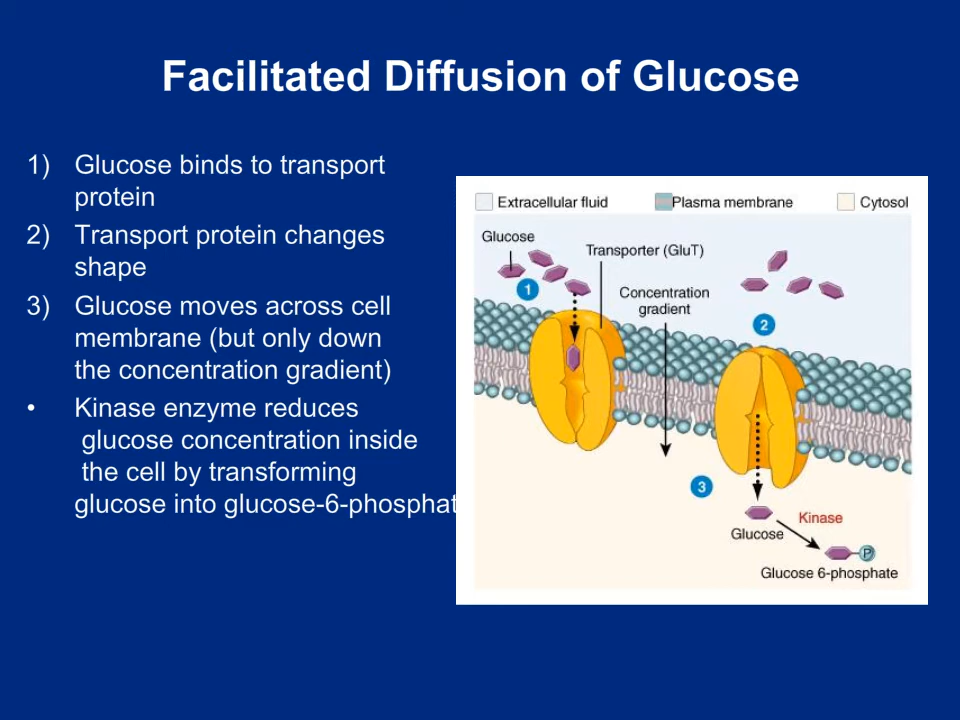 Facilitated Diffusion of Glucose
1) Glucose binds to transport
protein
2) Transport protein changes
shape
3) Glucose moves across cell
membrane (but only down
the concentration gradient)
• Kinase enzyme reduces
glucose concentration inside
the cell by transforming
glucose into glucose-6-phosphat
Extracellular fluid
Plasma membrane
Cytosol
Glucose
Transporter (GluT)
1
Concentration
gradient
2
3
Glucose
Kinase
P
Glucose 6-phosphate